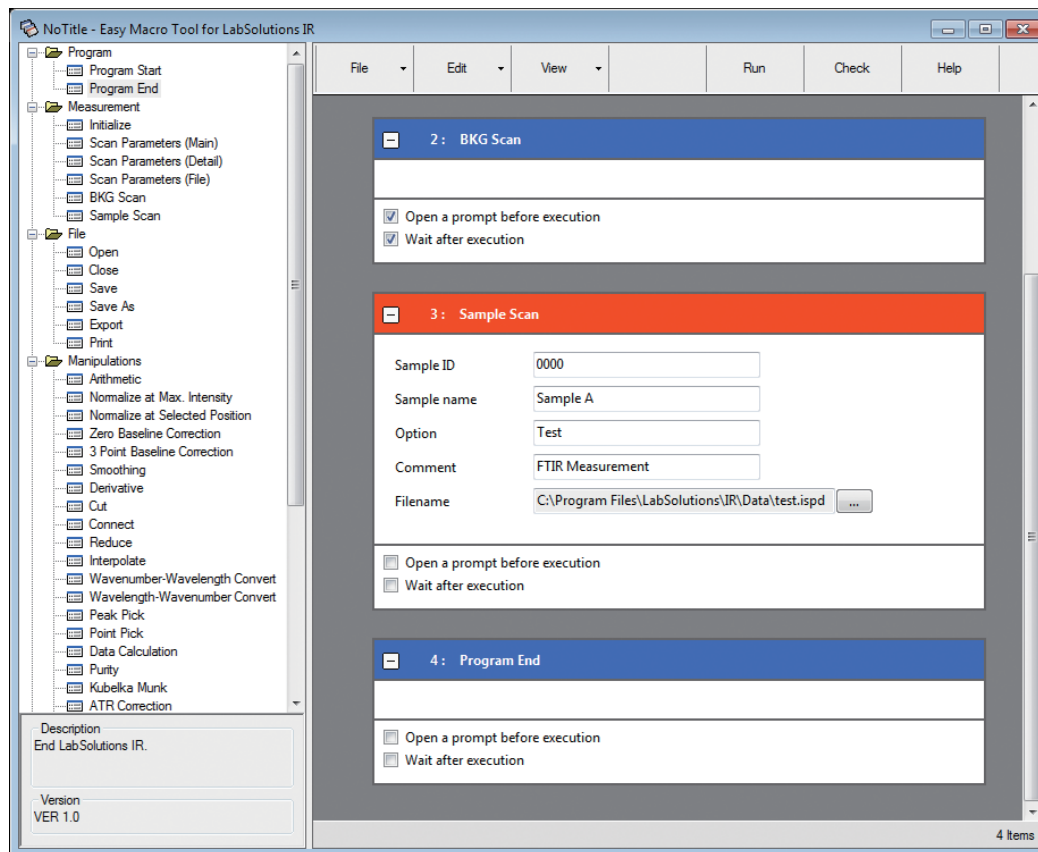 NoTitle - Easy Macro Tool for LabSolutions IR
Program
Program Start
Program End
Measurement
Initialize
Scan Parameters (Main)
Scan Parameters (Detail)
Scan Parameters (File)
BKG Scan
Sample Scan
File
Open
Close
Save
Save As
Export
Print
Manipulations
Arithmetic
Normalize at Max. Intensity
Normalize at Selected Position
Zero Baseline Correction
3 Point Baseline Correction
Smoothing
Derivative
Cut
Connect
Reduce
Interpolate
Wavenumber-Wavelength Convert
Wavelength-Wavenumber Convert
Peak Pick
Point Pick
Data Calculation
Purity
Kubelka Munk
ATR Correction
Description
End LabSolutions IR.
Version
VER 1.0
File Edit View Run Check Help
2 : BKG Scan
Open a prompt before execution
Wait after execution
3 : Sample Scan
Sample ID 0000
Sample name Sample A
Option Test
Comment FTIR Measurement
Filename C:\Program Files\LabSolutions\IR\Data\test.ispd ...
Open a prompt before execution
Wait after execution
4 : Program End
Open a prompt before execution
Wait after execution
4 Items